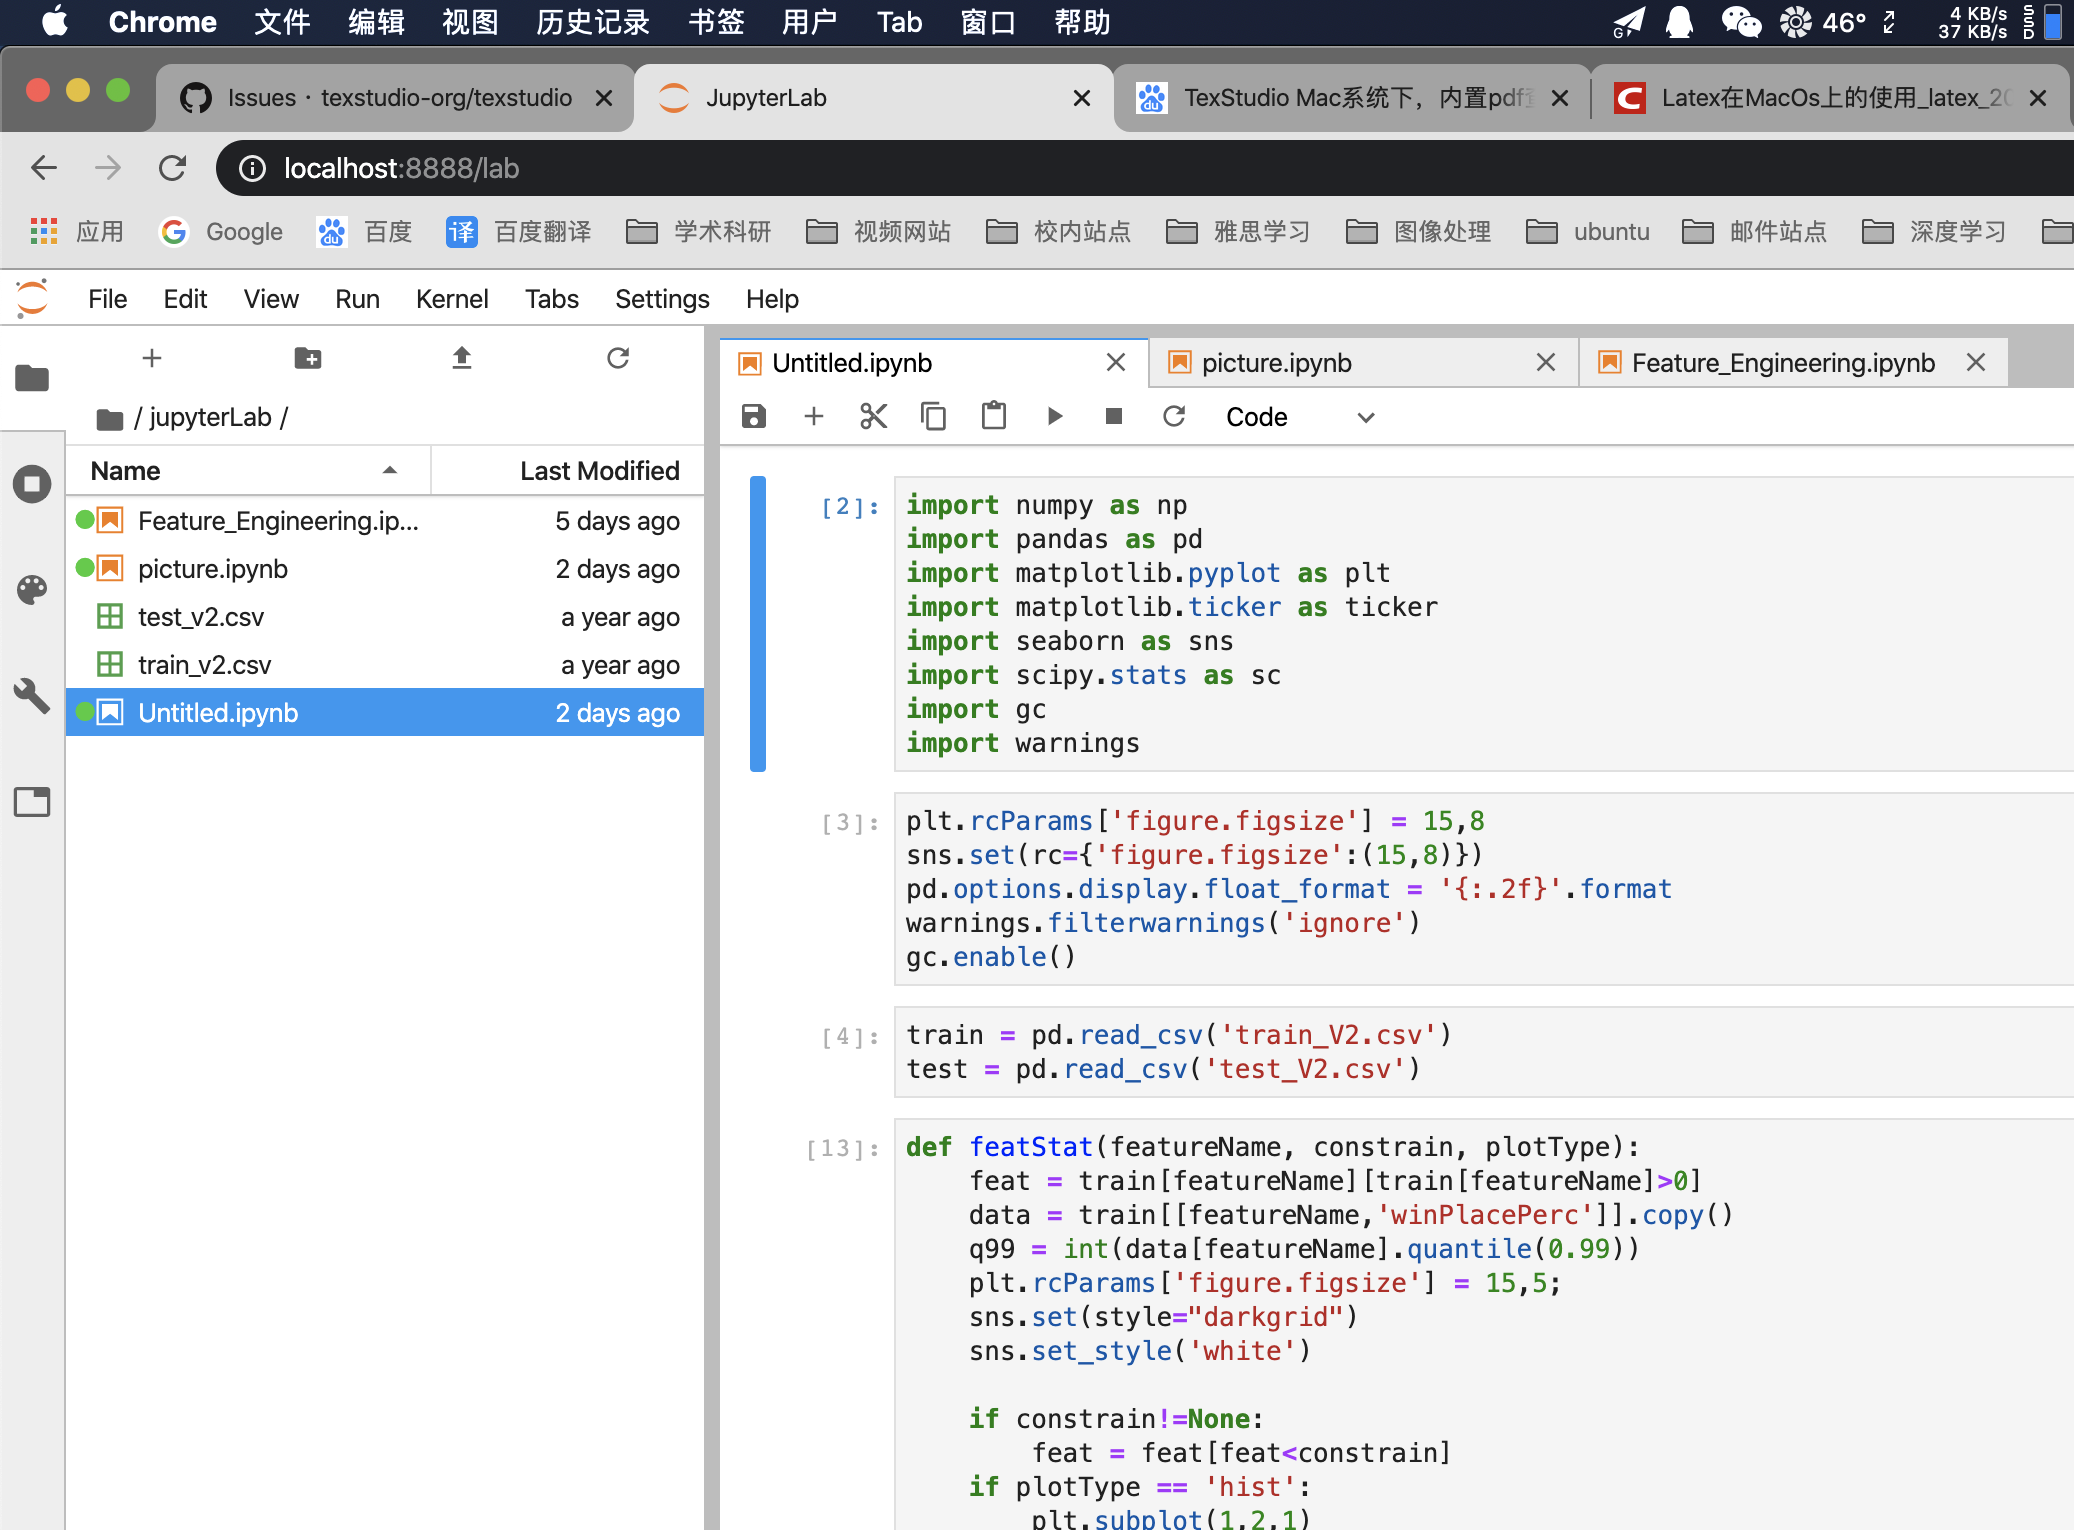 Chrome 文件 编辑 视图 历史记录 书签 用户 Tab 窗口 帮助 46° 4 KB/s 37 KB/s SSD
Issues · texstudio-org/texstudio
JupyterLab
TexStudio Mac系统下，内置pdf
Latex在MacOs上的使用_latex_20
localhost:8888/lab
应用 Google 百度 百度翻译 学术科研 视频网站 校内站点 雅思学习 图像处理 ubuntu 邮件站点 深度学习
File Edit View Run Kernel Tabs Settings Help
/ jupyterLab /
Name Last Modified
Feature_Engineering.ip... 5 days ago
picture.ipynb 2 days ago
test_v2.csv a year ago
train_v2.csv a year ago
Untitled.ipynb 2 days ago
Untitled.ipynb picture.ipynb Feature_Engineering.ipynb
Code
[2]: import numpy as np
import pandas as pd
import matplotlib.pyplot as plt
import matplotlib.ticker as ticker
import seaborn as sns
import scipy.stats as sc
import gc
import warnings
[3]: plt.rcParams['figure.figsize'] = 15,8
sns.set(rc={'figure.figsize':(15,8)})
pd.options.display.float_format = '{:.2f}'.format
warnings.filterwarnings('ignore')
gc.enable()
[4]: train = pd.read_csv('train_V2.csv')
test = pd.read_csv('test_V2.csv')
[13]: def featStat(featureName, constrain, plotType):
feat = train[featureName][train[featureName]>0]
data = train[[featureName,'winPlacePerc']].copy()
q99 = int(data[featureName].quantile(0.99))
plt.rcParams['figure.figsize'] = 15,5;
sns.set(style="darkgrid")
sns.set_style('white')
if constrain!=None:
feat = feat[feat<constrain]
if plotType == 'hist':
plt.subplot(1,2,1)